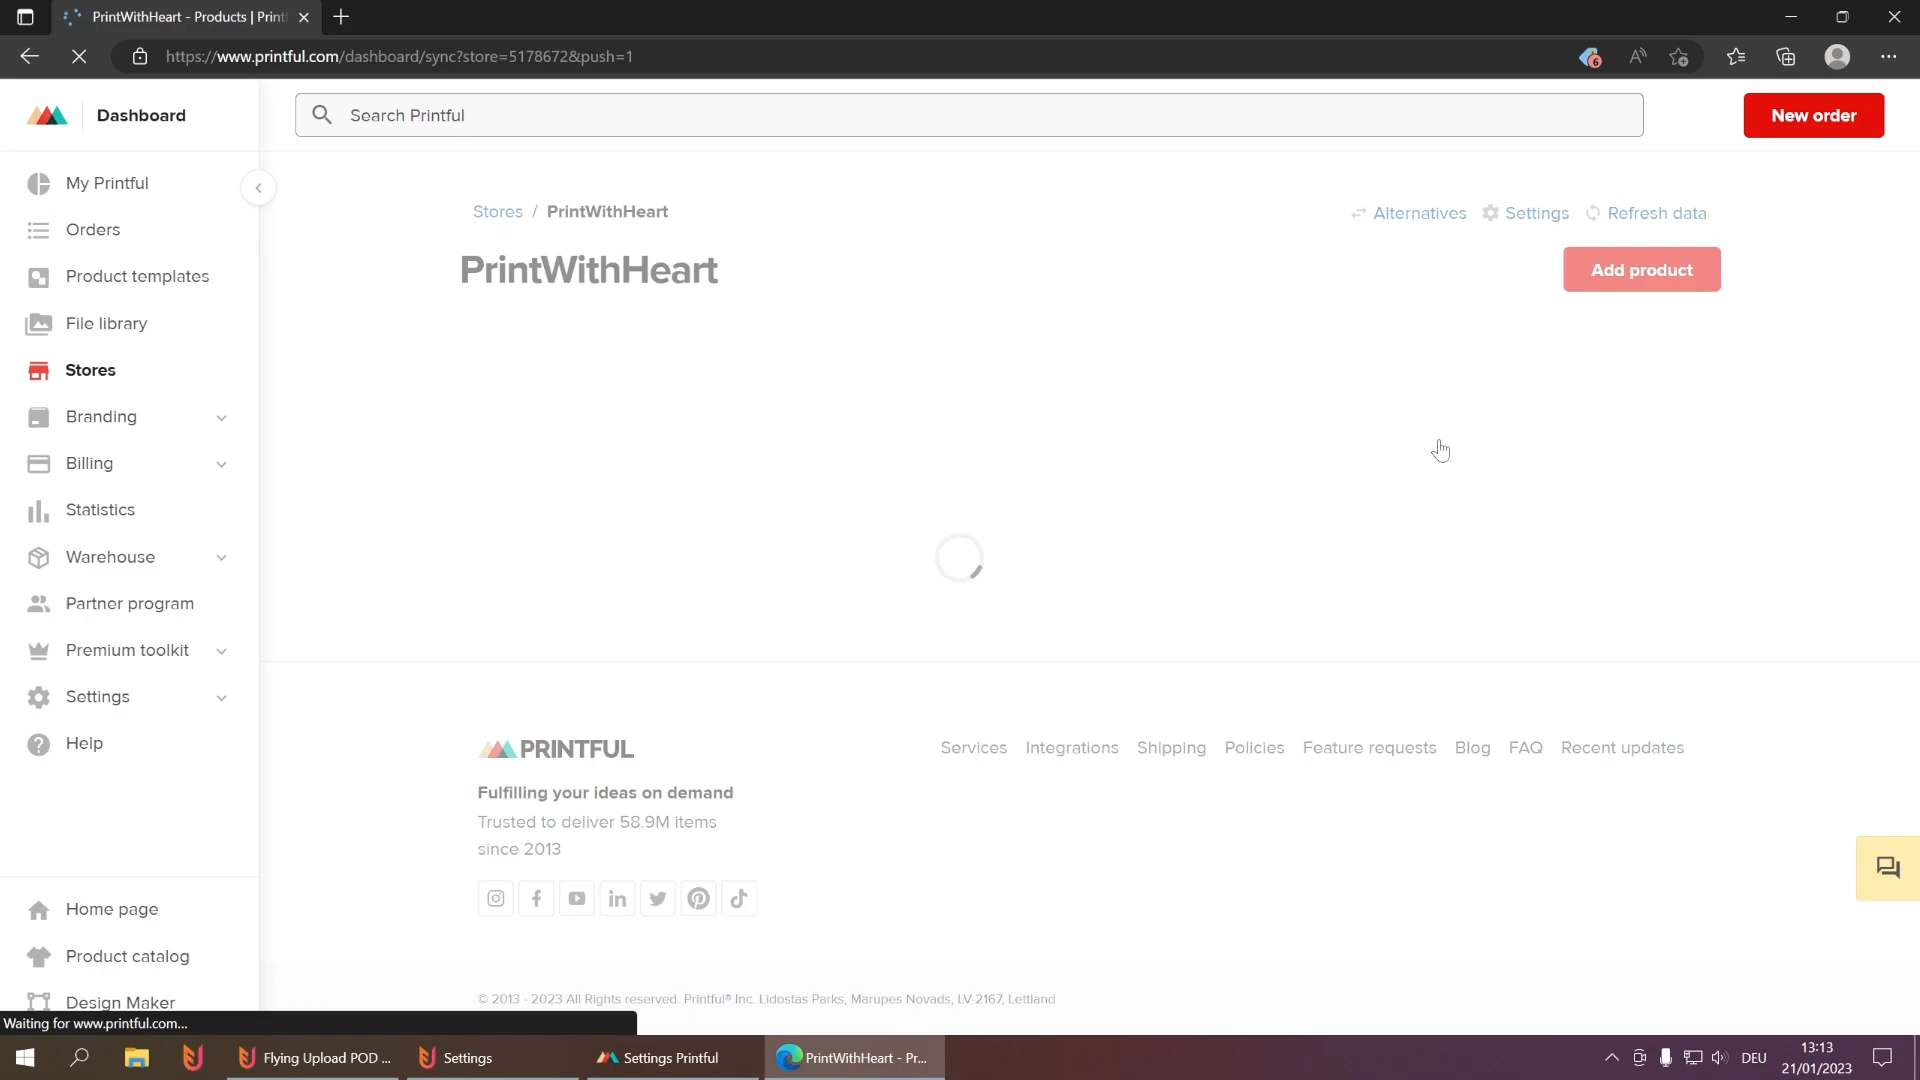 PrintWithHeart - Products | Print
https://www.printful.com/dashboard/sync?store=5178672&push=1
6
Dashboard
Search Printful
New order
My Printful
Orders
Product templates
File library
Stores
Branding
Billing
Statistics
Warehouse
Partner program
Premium toolkit
Settings
Help
Home page
Product catalog
Design Maker
Stores / PrintWithHeart
Alternatives
Settings
Refresh data
PrintWithHeart
Add product
PRINTFUL
Services
Integrations
Shipping
Policies
Feature requests
Blog
FAQ
Recent updates
Fulfilling your ideas on demand
Trusted to deliver 58.9M items
since 2013
© 2013 - 2023 All Rights reserved. Printful® Inc. Lidostas Parks, Marupes Novads, LV-2167, Lettland
Waiting for www.printful.com...
Flying Upload POD ...
Settings
Settings Printful
PrintWithHeart - Pr...
DEU
13:13
21/01/2023